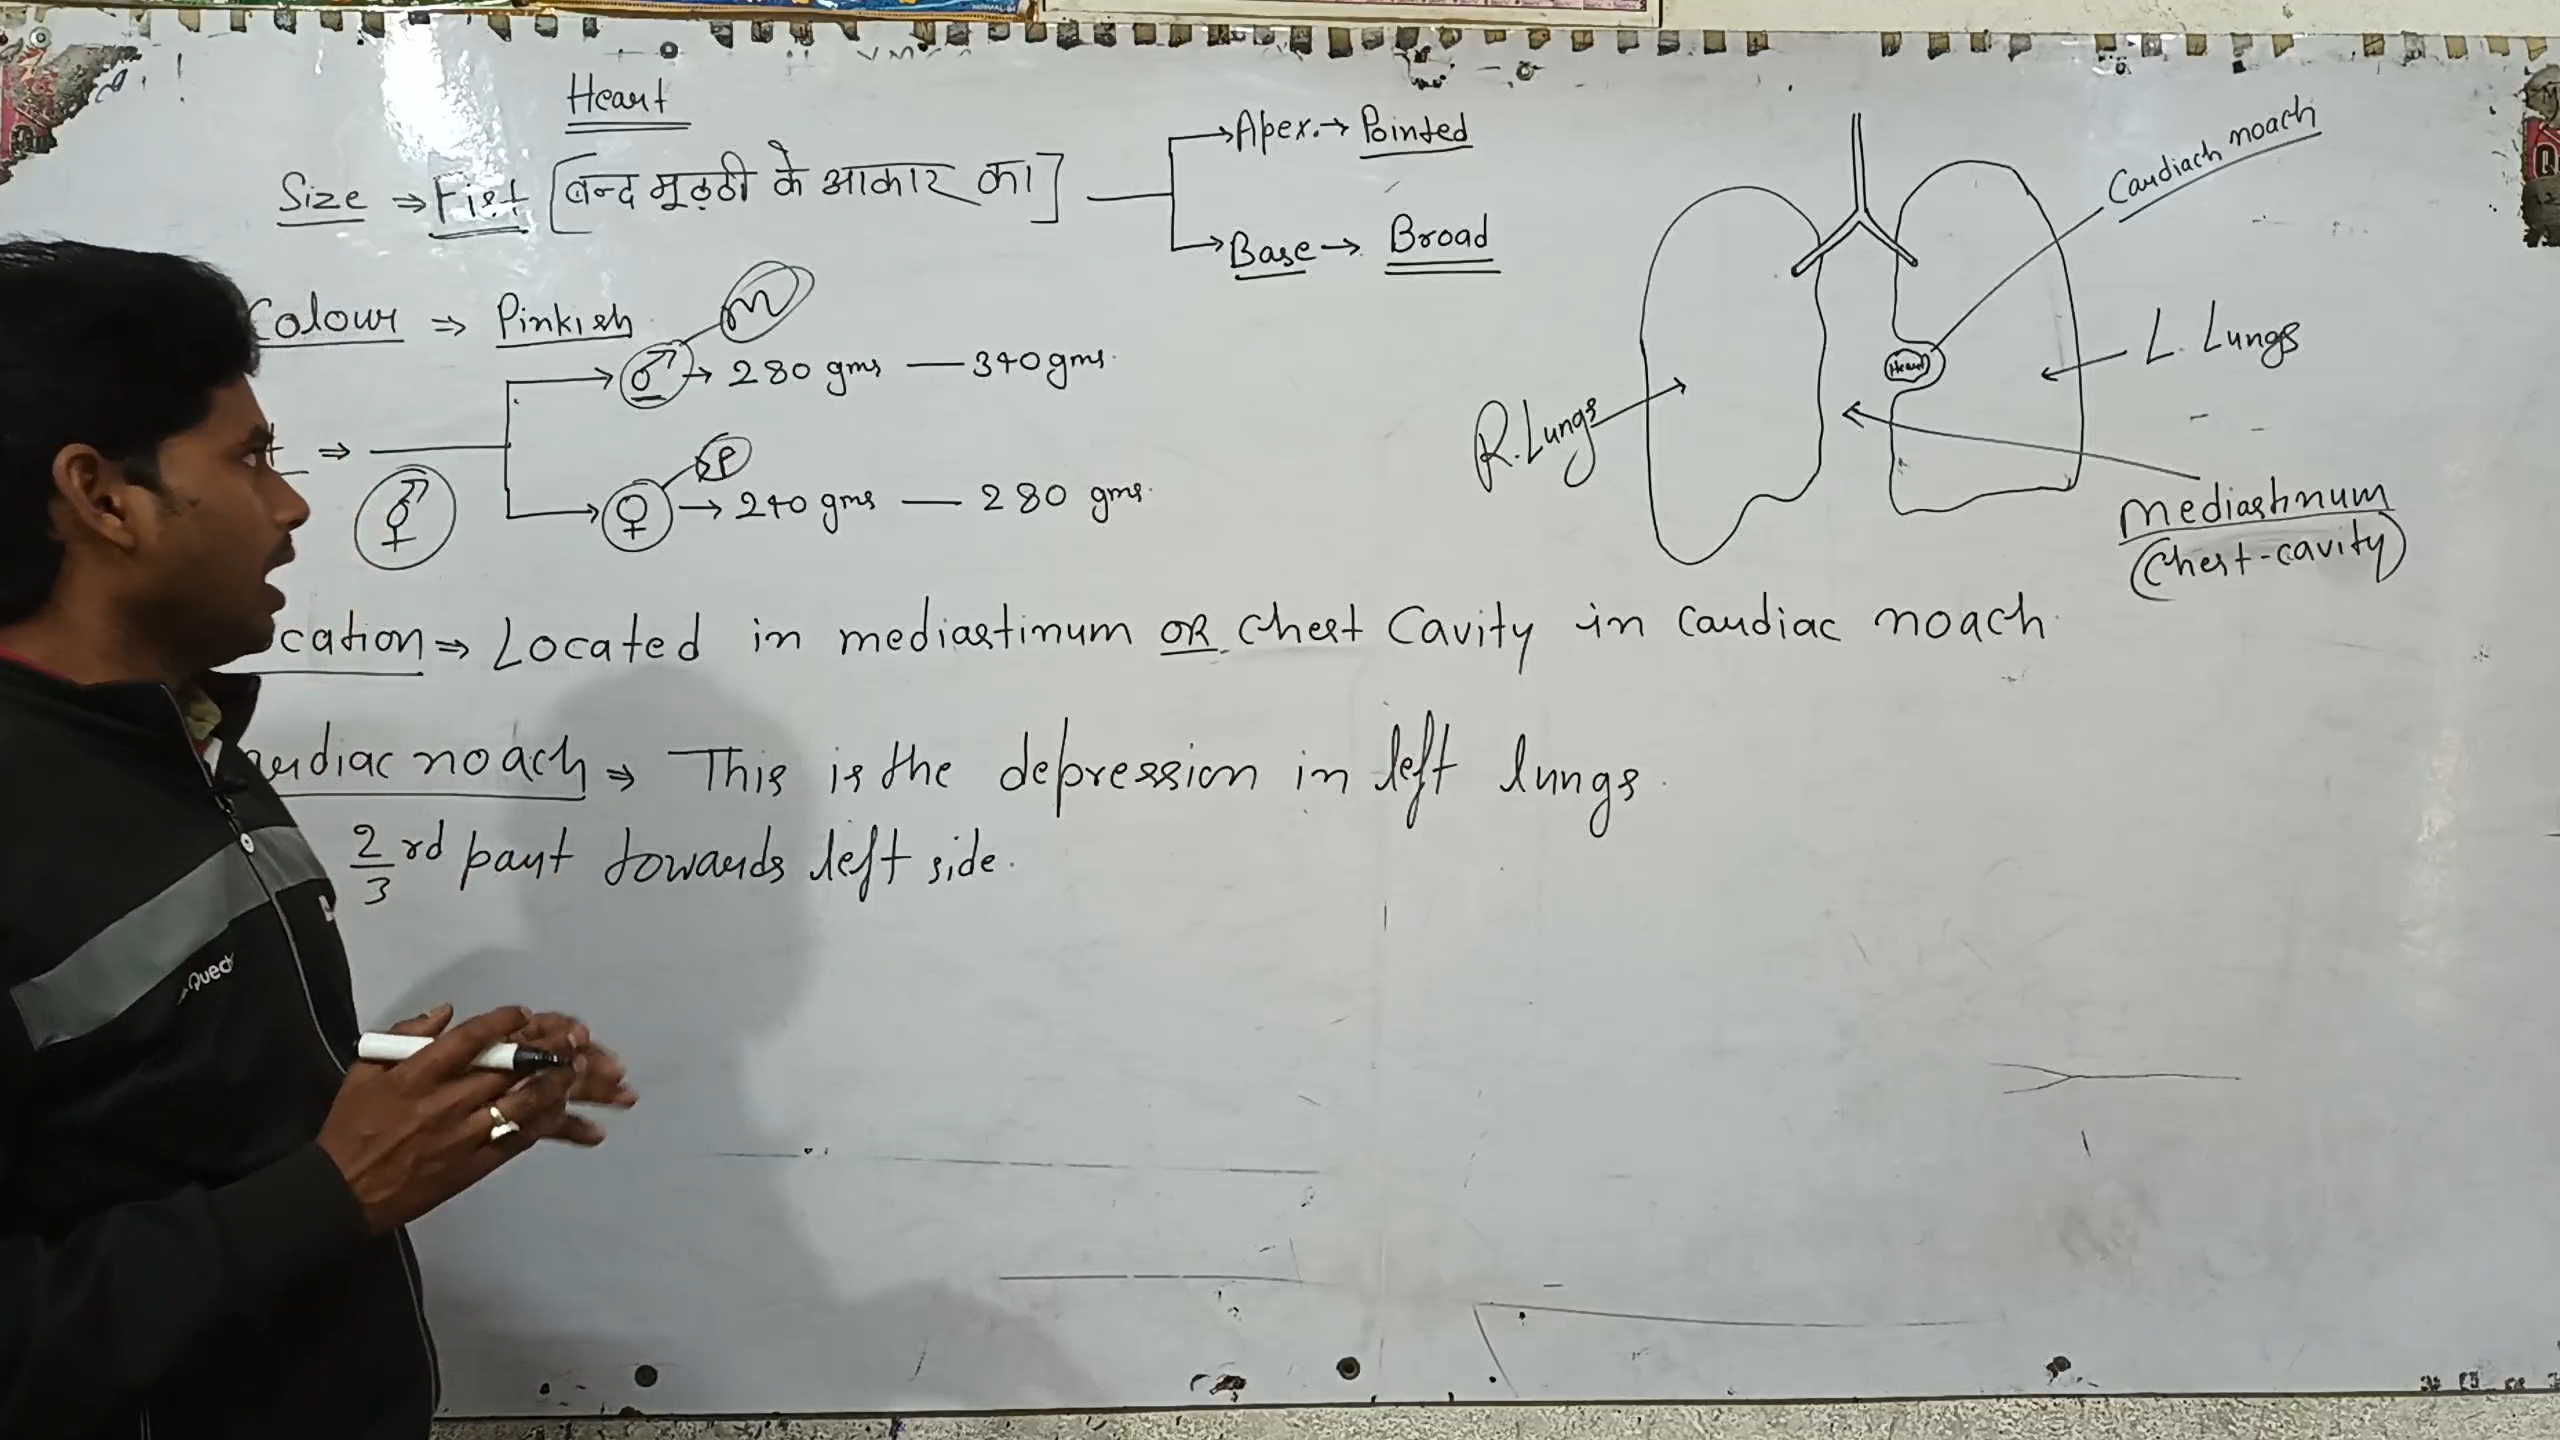 Heart
Size ⇒ Fist [बन्द मूठ्ठी के आकार का]
Apex. → Pointed
Base → Broad
Colour ⇒ Pinkish
M
♂ → 280 gms — 340 gms.
⇒
P
♀ → 240 gms — 280 gms.
Cardiach noach
Heart
L. Lungs
R. Lungs
Mediastinum
(Chest-cavity)
cation ⇒ Located in mediastinum OR Chest Cavity in Cardiac noach.
ardiac noach ⇒ This is the depression in left lungs.
2/3 rd part towards left side.
Quech